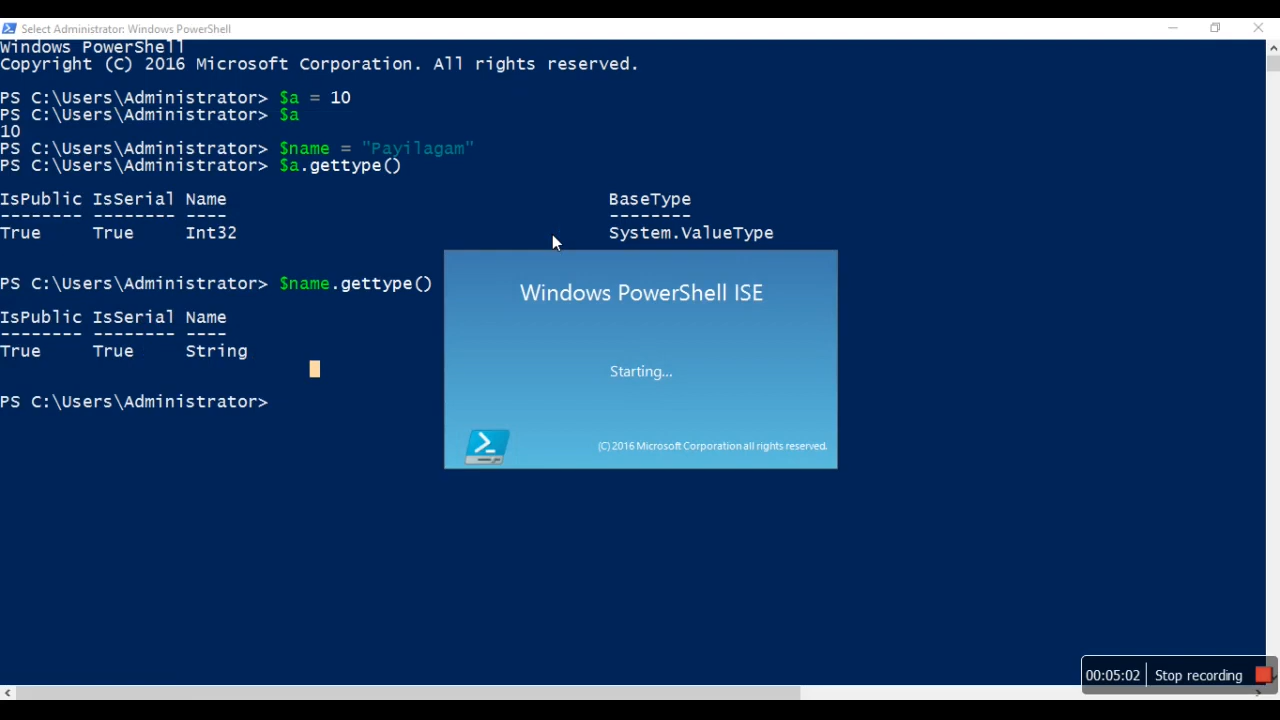 Select Administrator: Windows PowerShell
Windows PowerShell
Copyright (C) 2016 Microsoft Corporation. All rights reserved.
PS C:\Users\Administrator> $a = 10
PS C:\Users\Administrator> $a
10
PS C:\Users\Administrator> $name = "Payilagam"
PS C:\Users\Administrator> $a.gettype()
IsPublic IsSerial Name BaseType
-------- -------- ---- --------
True True Int32 System.ValueType
PS C:\Users\Administrator> $name.gettype()
IsPublic IsSerial Name
-------- -------- ----
True True String
PS C:\Users\Administrator>
Windows PowerShell ISE
Starting...
(C) 2016 Microsoft Corporation all rights reserved.
00:05:02 Stop recording